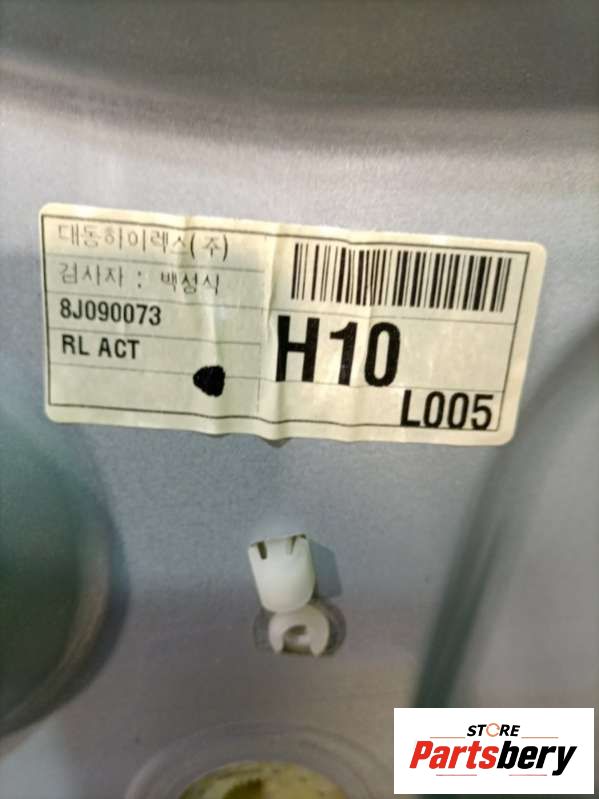 대동하이렉스(주)
검사자 : 백성식
8J090073
RL ACT
H10
L005
STORE
Partsbery